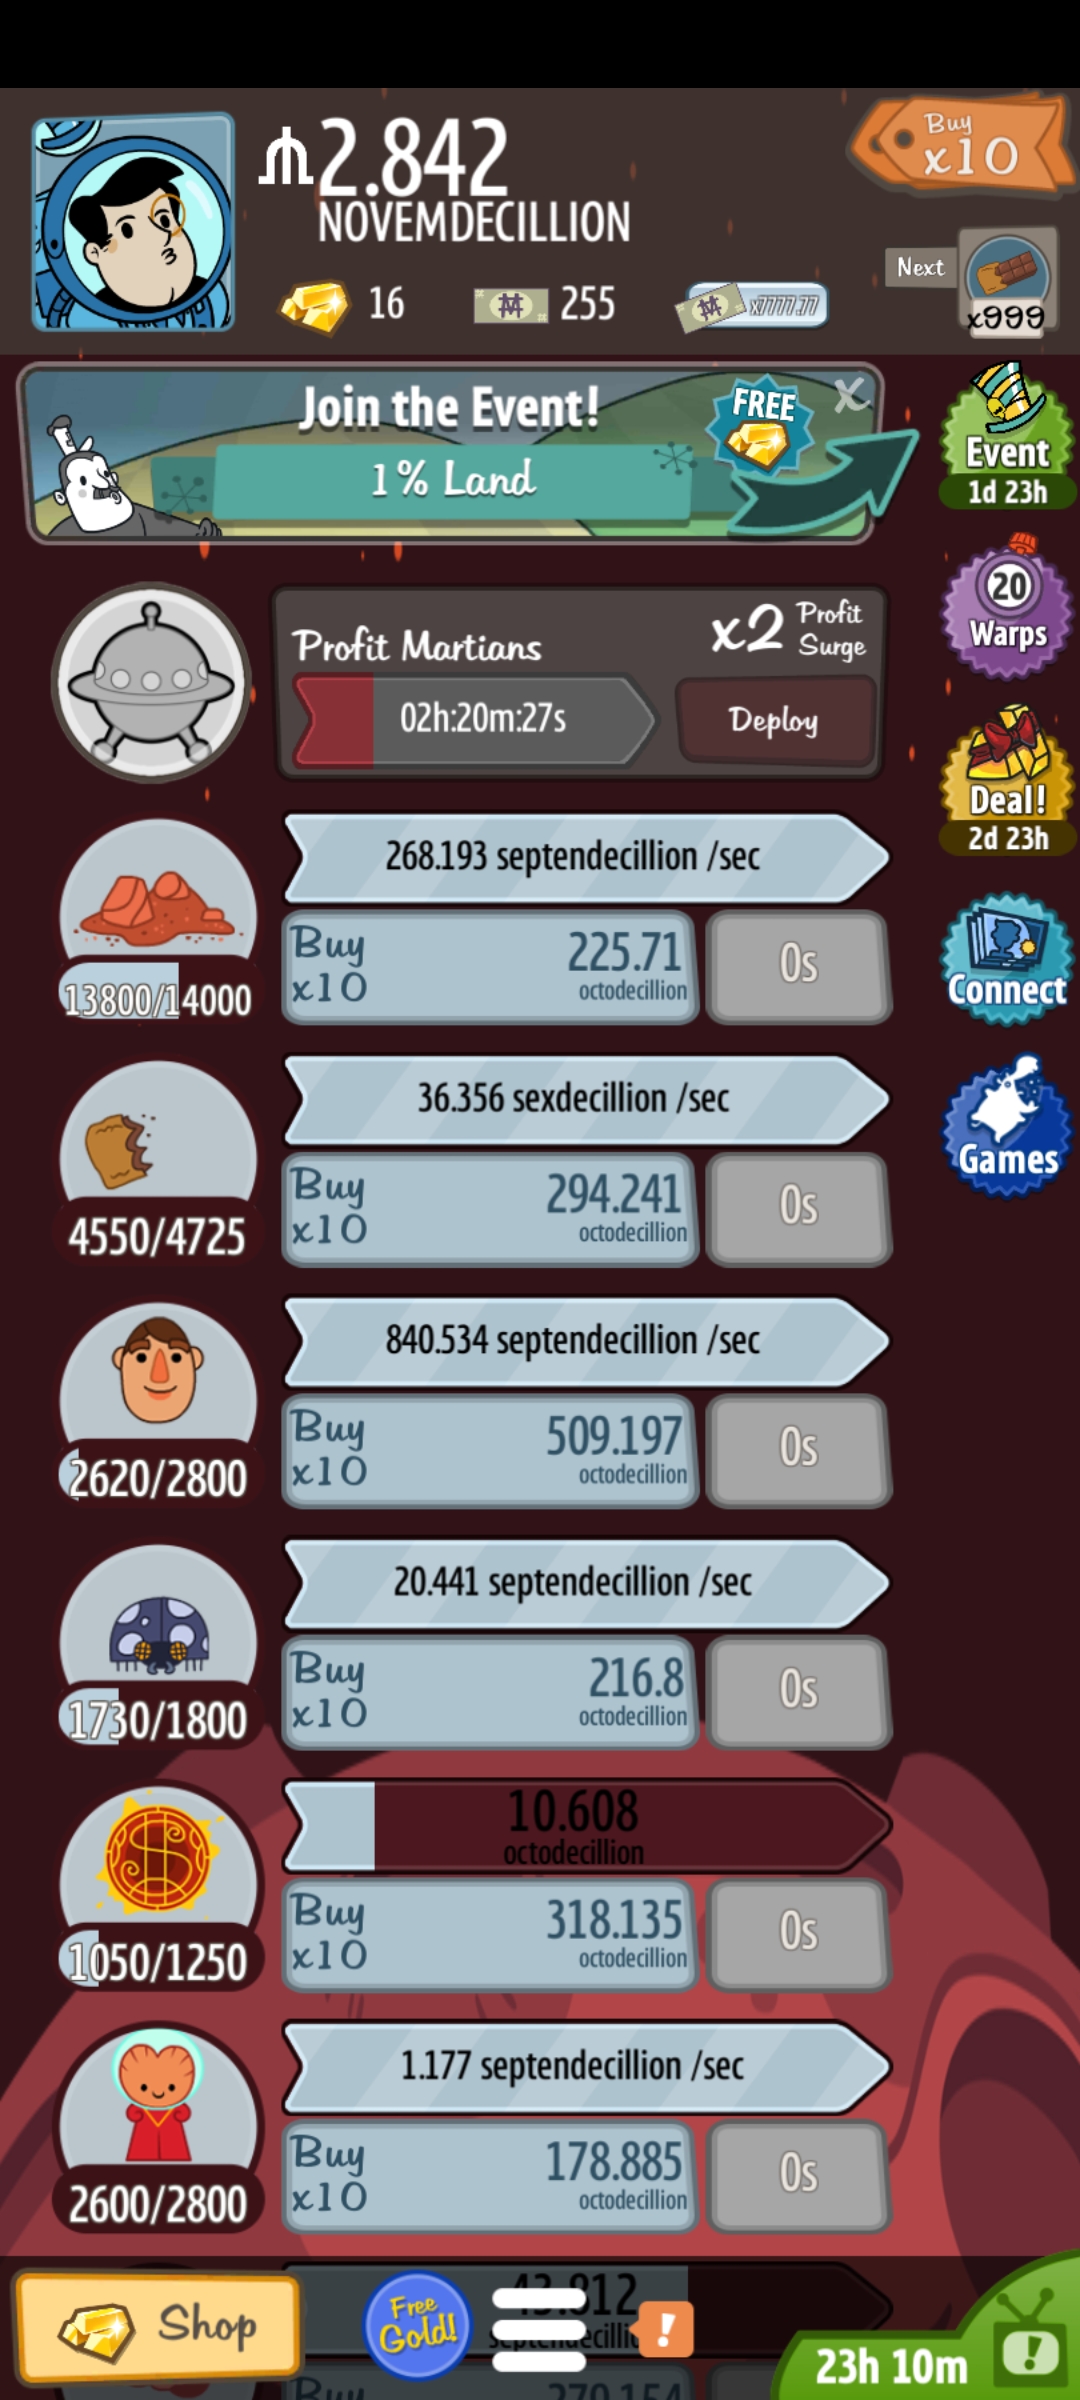 2.842
NOVEMDECILLION
Buy
x10
16
255
x7777.77
Next
x999
Join the Event!
FREE
X
1% Land
Event
1d 23h
20
Warps
Profit Martians
x2 Profit Surge
02h:20m:27s
Deploy
Deal!
2d 23h
268.193 septendecillion /sec
Buy
x10
225.71
octodecillion
0s
13800/14000
Connect
36.356 sexdecillion /sec
Buy
x10
294.241
octodecillion
0s
4550/4725
Games
840.534 septendecillion /sec
Buy
x10
509.197
octodecillion
0s
2620/2800
20.441 septendecillion /sec
Buy
x10
216.8
octodecillion
0s
1730/1800
10.608
octodecillion
Buy
x10
318.135
octodecillion
0s
1050/1250
1.177 septendecillion /sec
Buy
x10
178.885
octodecillion
0s
2600/2800
Shop
Free
Gold!
!
23h 10m
!